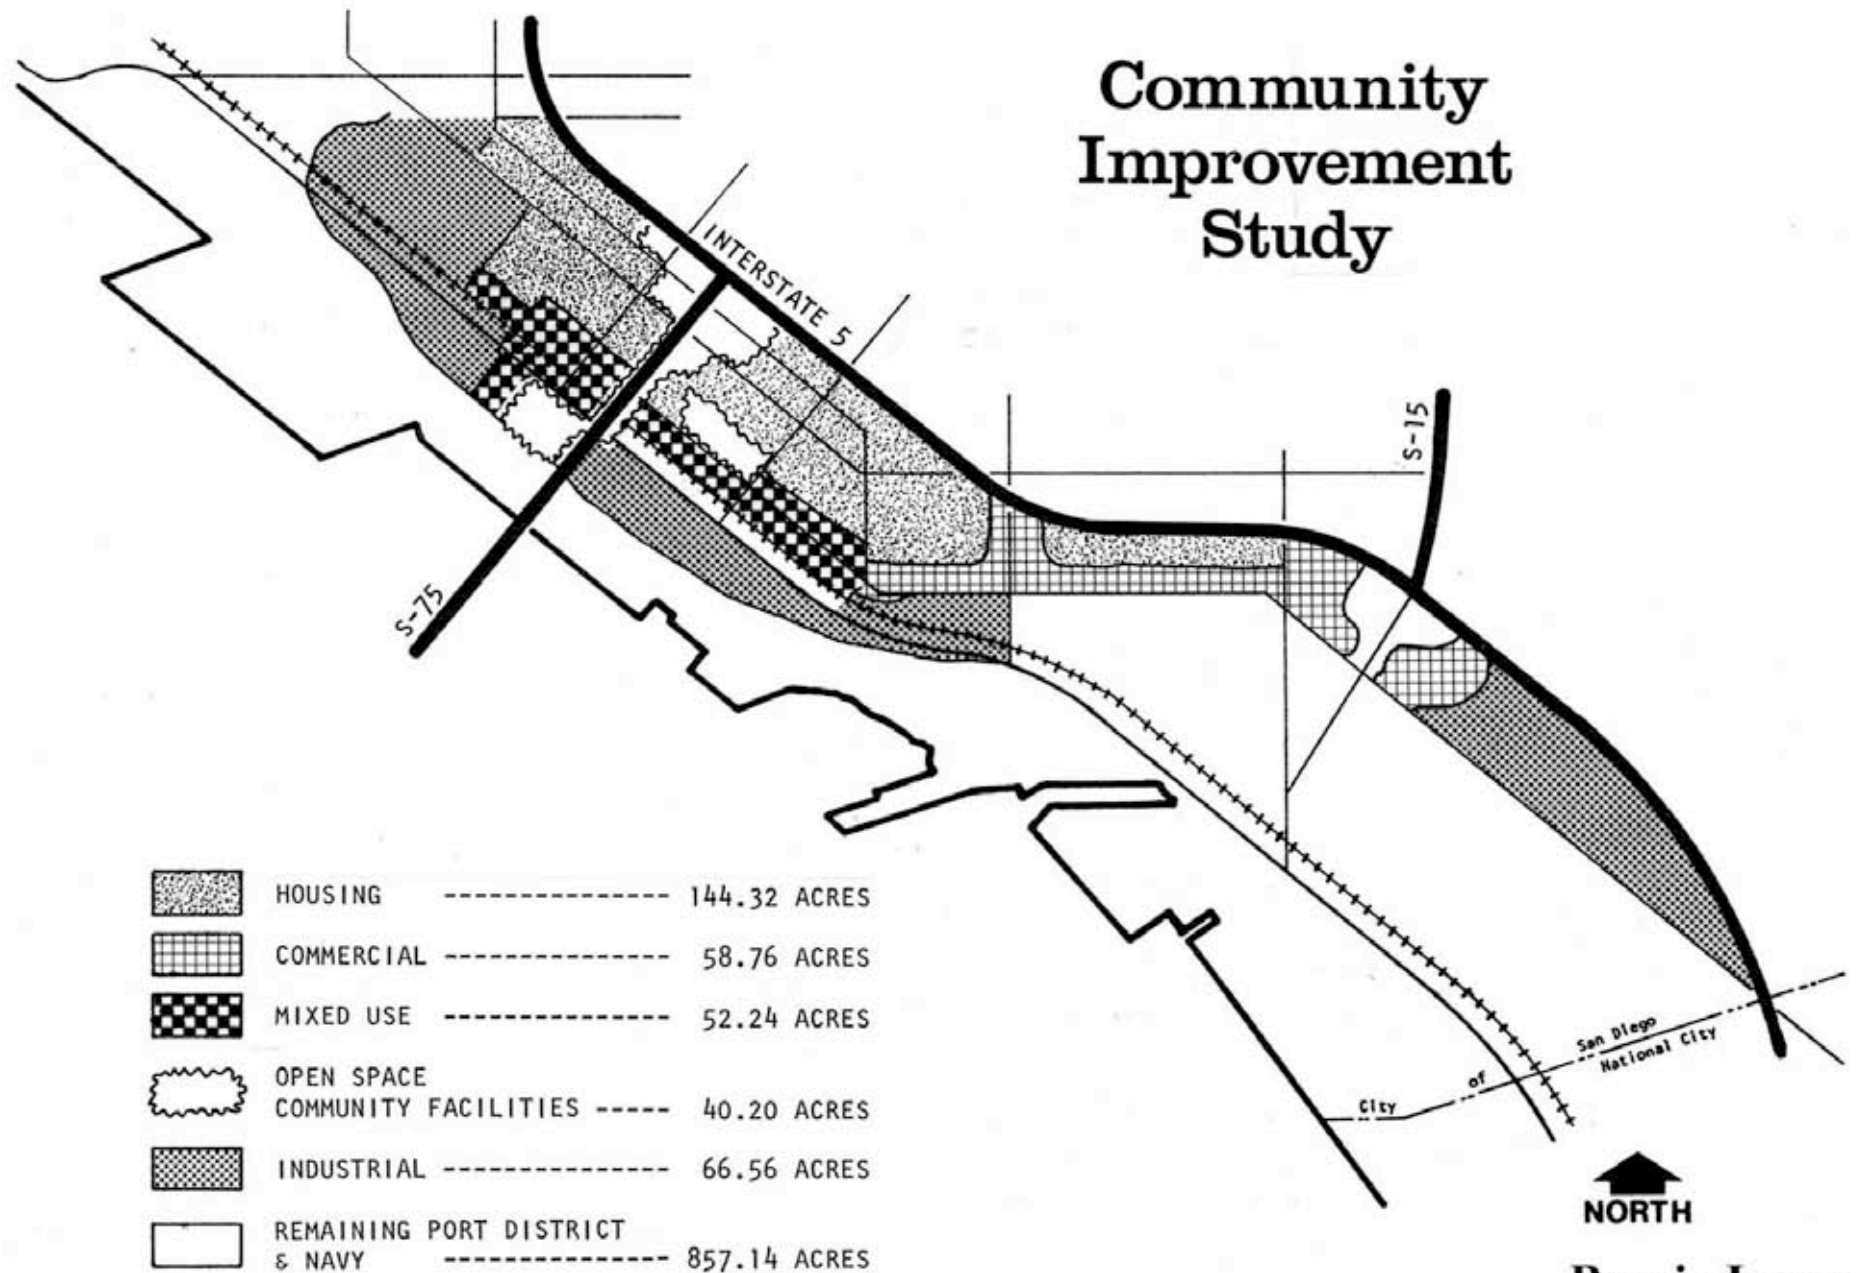 Community
Improvement
Study
INTERSTATE 5
S-15
S-75
HOUSING 144.32 ACRES
COMMERCIAL 58.76 ACRES
MIXED USE 52.24 ACRES
OPEN SPACE
COMMUNITY FACILITIES 40.20 ACRES
INDUSTRIAL 66.56 ACRES
REMAINING PORT DISTRICT
& NAVY 857.14 ACRES
San Diego
City of
National City
NORTH